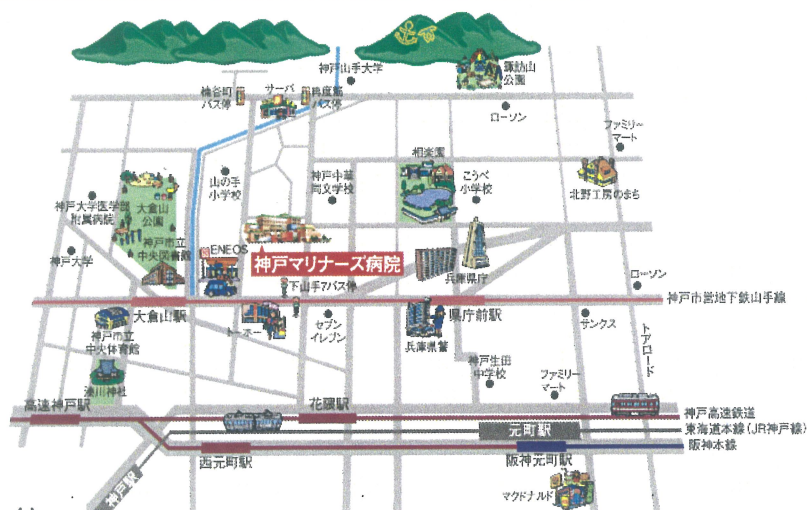 神戸山手大学
諏訪山
公園
楠谷町
バス停
サーバ
再度筋
バス停
ローソン
ファミリー
マート
相楽園
山の手
小学校
神戸中華
同文学校
こうべ
小学校
北野工房のまち
神戸大学医学部
附属病院
大倉山
公園
神戸市立
中央図書館
神戸大学
ENEOS
神戸マリナーズ病院
兵庫県庁
ローソン
下山手7バス停
神戸市営地下鉄山手線
大倉山駅
県庁前駅
トーホー
セブン
イレブン
サンクス
神戸市立
中央体育館
兵庫県警
トアロード
湊川神社
神戸生田
中学校
ファミリー
マート
高速神戸駅
花隈駅
神戸高速鉄道
元町駅
東海道本線(JR神戸線)
西元町駅
阪神元町駅
阪神本線
神戸駅
マクドナルド